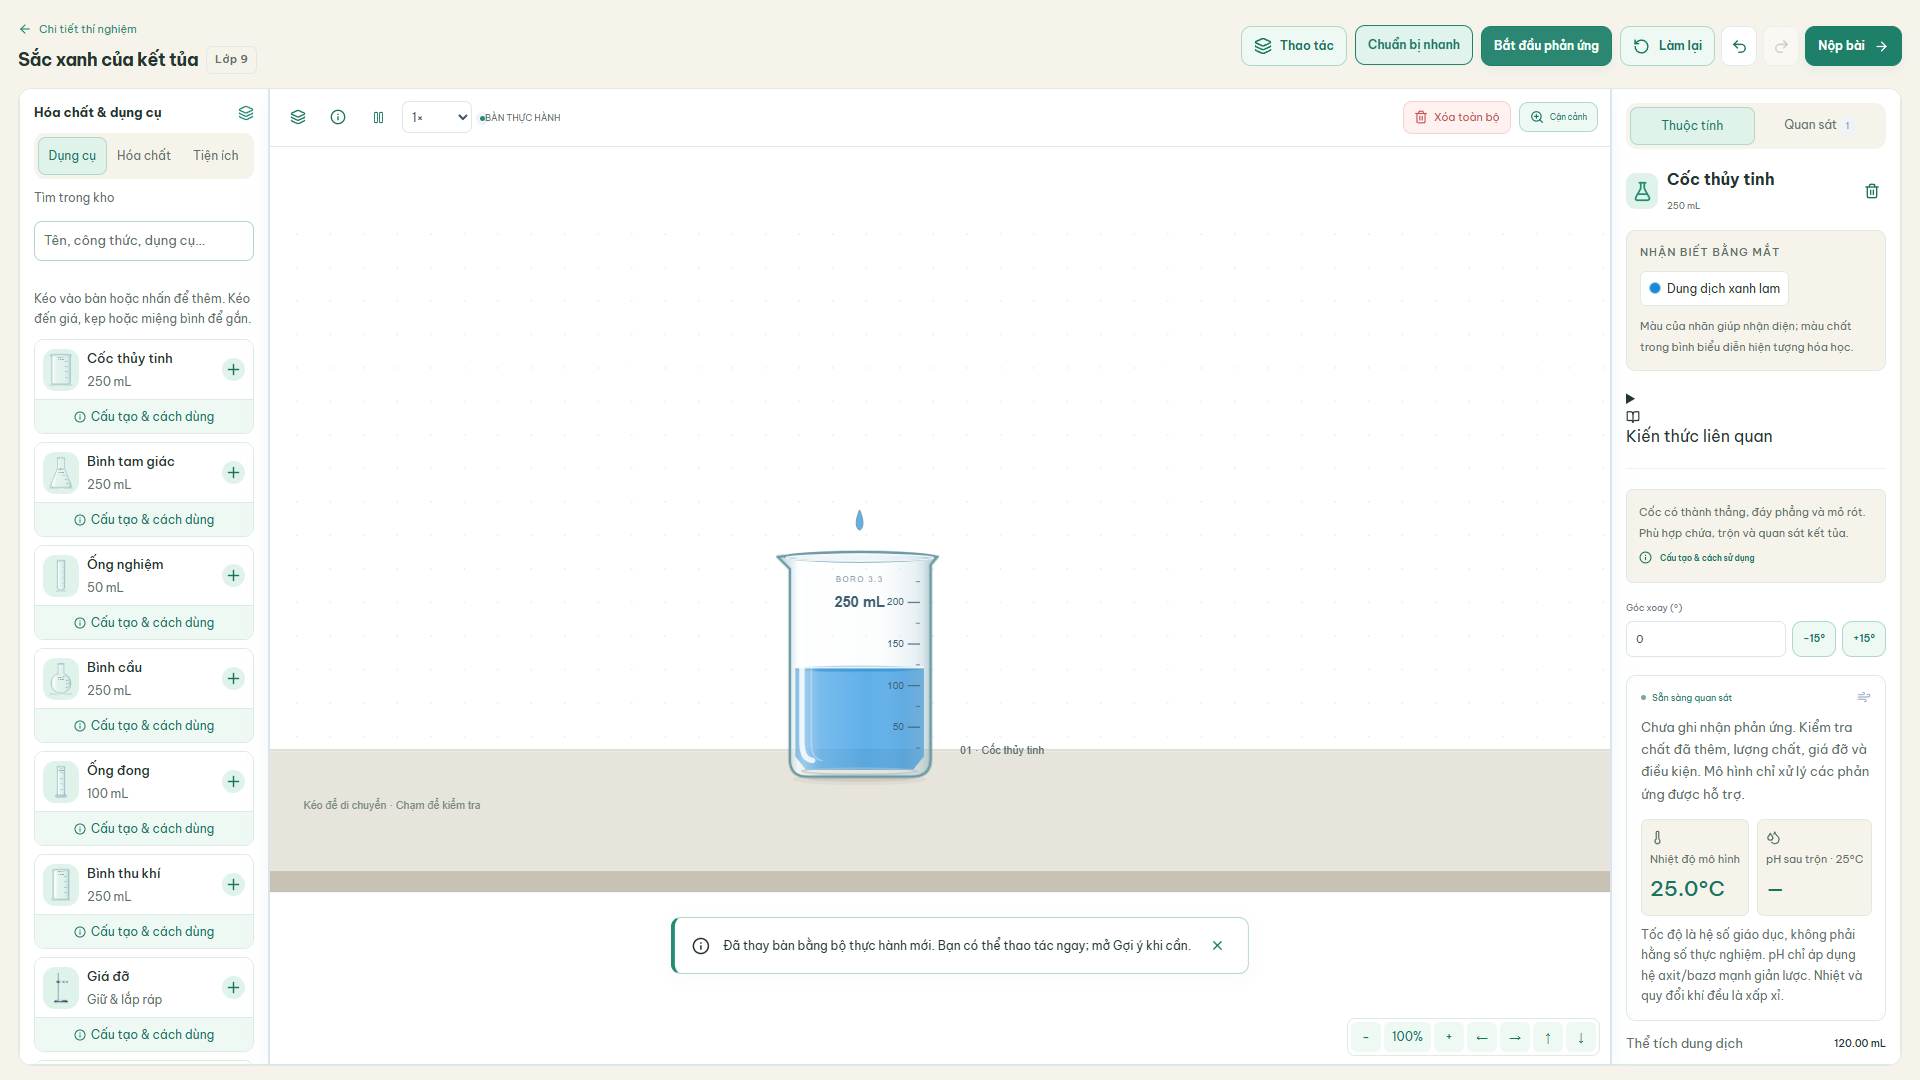 Chi tiết thí nghiệm
Sắc xanh của kết tủa
Lớp 9
Thao tác
Chuẩn bị nhanh
Bắt đầu phản ứng
Làm lại
Nộp bài
Hóa chất & dụng cụ
Dụng cụ
Hóa chất
Tiện ích
Tìm trong kho
Tên, công thức, dụng cụ...
Kéo vào bàn hoặc nhấn để thêm. Kéo
đến giá, kẹp hoặc miệng bình để gắn.
Cốc thủy tinh
250 mL
Cấu tạo & cách dùng
Bình tam giác
250 mL
Cấu tạo & cách dùng
Ống nghiệm
50 mL
Cấu tạo & cách dùng
Bình cầu
250 mL
Cấu tạo & cách dùng
Ống đong
100 mL
Cấu tạo & cách dùng
Bình thu khí
250 mL
Cấu tạo & cách dùng
Giá đỡ
Giữ & lắp ráp
Cấu tạo & cách dùng
1×
BÀN THỰC HÀNH
Xóa toàn bộ
Cận cảnh
BORO 3.3
250 mL
200
150
100
50
01 · Cốc thủy tinh
Kéo để di chuyển · Chạm để kiểm tra
Đã thay bàn bằng bộ thực hành mới. Bạn có thể thao tác ngay; mở Gợi ý khi cần.
-
100%
+
← → ↑ ↓
Thuộc tính
Quan sát 1
Cốc thủy tinh
250 mL
NHẬN BIẾT BẰNG MẮT
Dung dịch xanh lam
Màu của nhãn giúp nhận diện; màu chất
trong bình biểu diễn hiện tượng hóa học.
Kiến thức liên quan
Cốc có thành thẳng, đáy phẳng và mỏ rót.
Phù hợp chứa, trộn và quan sát kết tủa.
Cấu tạo & cách sử dụng
Góc xoay (°)
0
-15°
+15°
Sẵn sàng quan sát
Chưa ghi nhận phản ứng. Kiểm tra
chất đã thêm, lượng chất, giá đỡ và
điều kiện. Mô hình chỉ xử lý các phản
ứng được hỗ trợ.
Nhiệt độ mô hình
25.0°C
pH sau trộn · 25°C
—
Tốc độ là hệ số giáo dục, không phải
hằng số thực nghiệm. pH chỉ áp dụng
hệ axit/bazơ mạnh giản lược. Nhiệt và
quy đổi khí đều là xấp xỉ.
Thể tích dung dịch
120.00 mL